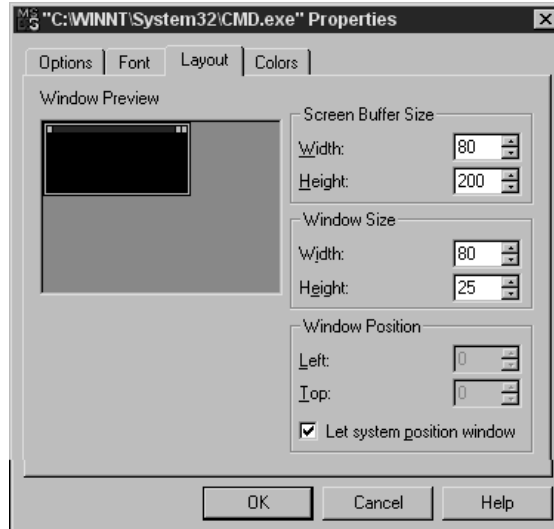 "C:\WINNT\System32\CMD.exe" Properties
Options Font Layout Colors
Window Preview
Screen Buffer Size
Width: 80
Height: 200
Window Size
Width: 80
Height: 25
Window Position
Left: 0
Top: 0
Let system position window
OK Cancel Help